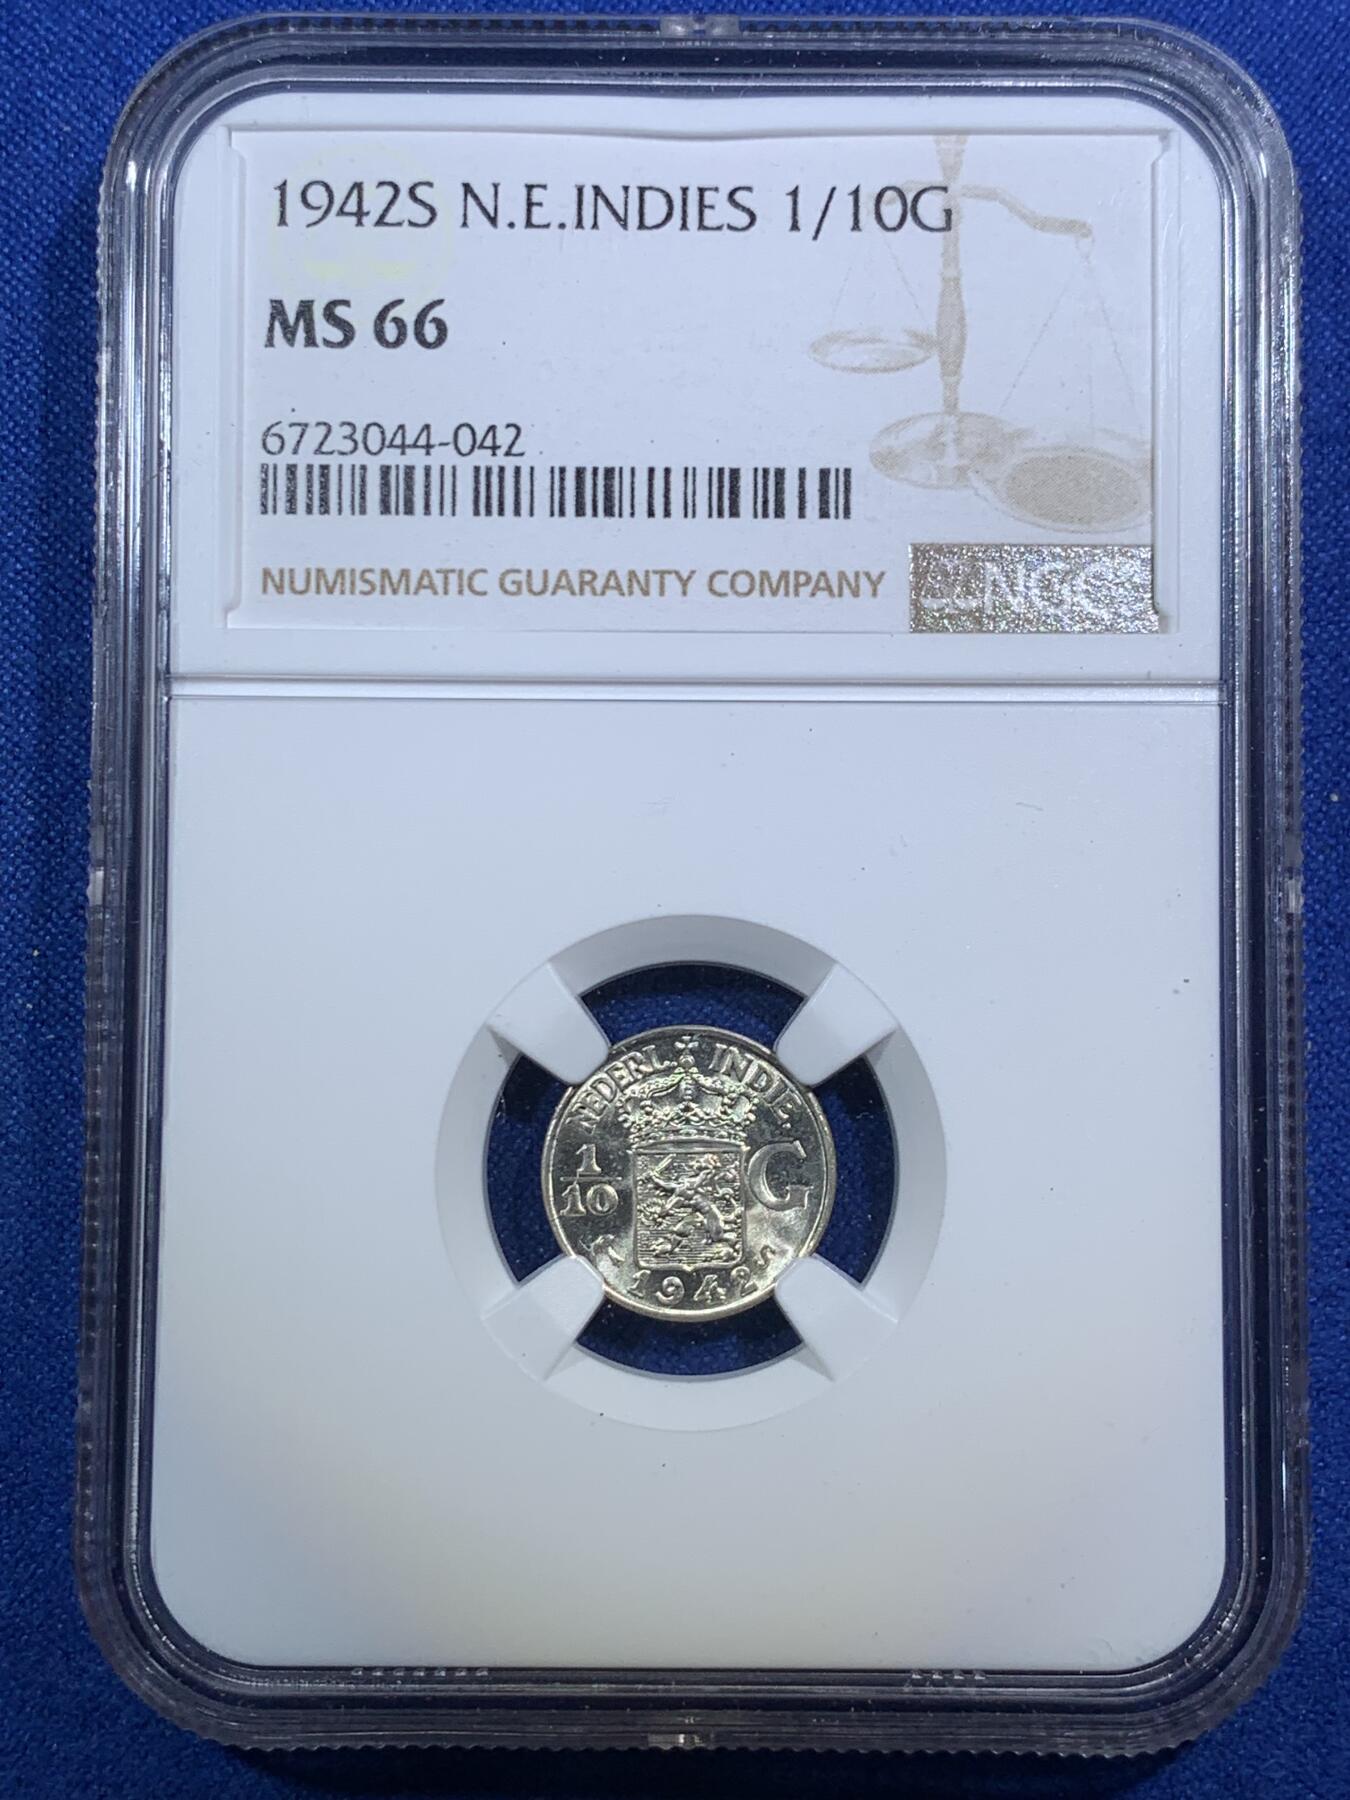 1942S N.E.INDIES 1/10G
MS 66
6723044-042
NUMISMATIC GUARANTY COMPANY
NGC
NEDERL. INDIE.
1/10 G
1942 S